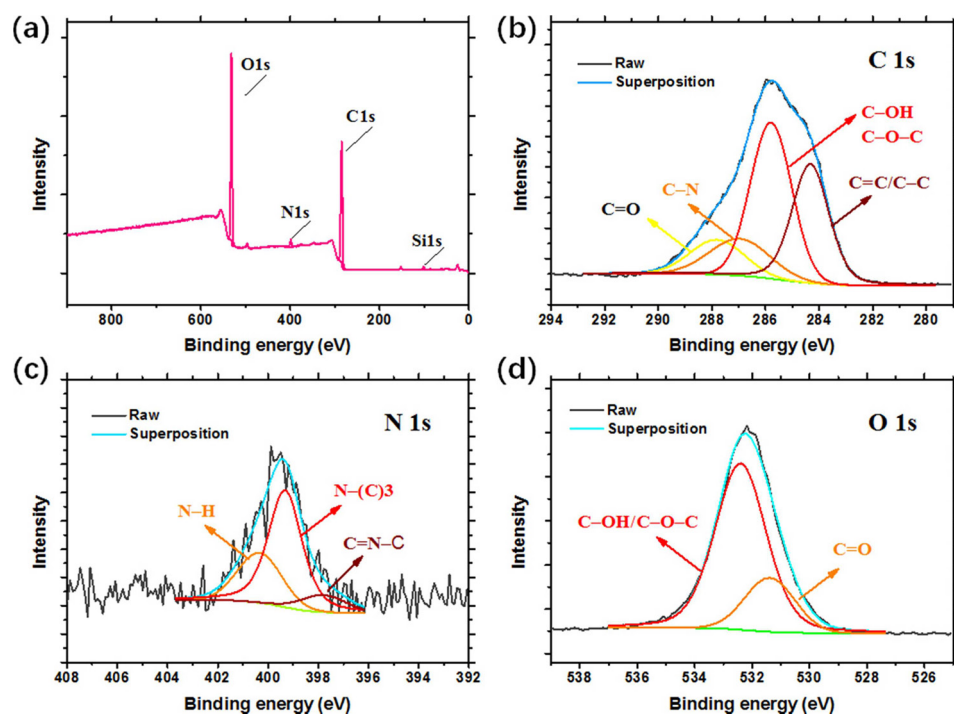 (a)
O1s
C1s
N1s
Si1s
Intensity
800 600 400 200 0
Binding energy (eV)
(b)
Raw
Superposition
C 1s
C–OH
C–O–C
C–N
C=O
C=C/C–C
Intensity
294 292 290 288 286 284 282 280
Binding energy (eV)
(c)
Raw
Superposition
N 1s
N–H
N–(C)3
C=N–C
Intensity
408 406 404 402 400 398 396 394 392
Binding energy (eV)
(d)
Raw
Superposition
O 1s
C–OH/C–O–C
C=O
Intensity
538 536 534 532 530 528 526
Binding energy (eV)